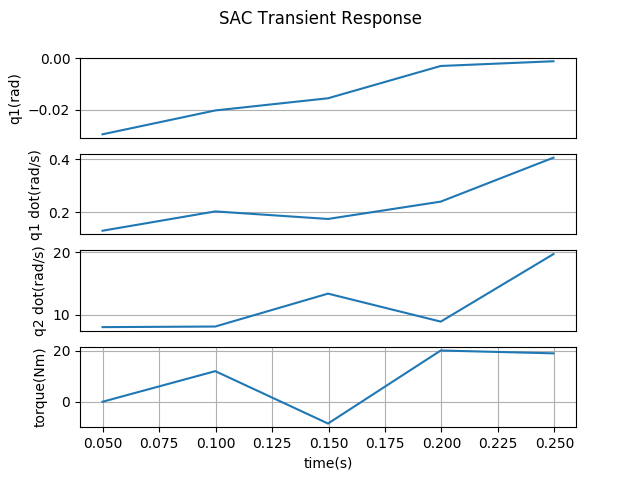 SAC Transient Response
0.00
−0.02
q1(rad)
0.4
0.2
q1 dot(rad/s)
20
10
q2 dot(rad/s)
20
0
torque(Nm)
0.050 0.075 0.100 0.125 0.150 0.175 0.200 0.225 0.250
time(s)